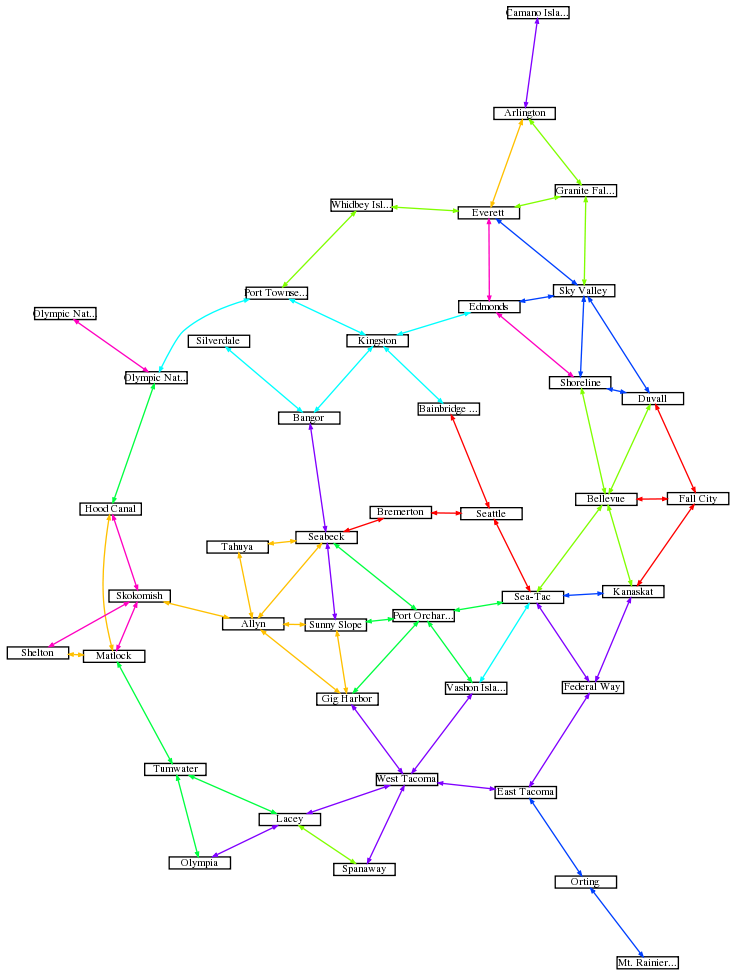 Camano Isla...
Arlington
Granite Fal...
Whidbey Isl...
Everett
Sky Valley
Port Townse...
Edmonds
Olympic Nat...
Silverdale
Kingston
Olympic Nat...
Shoreline
Duvall
Bainbridge ...
Bangor
Bellevue
Fall City
Hood Canal
Bremerton
Seattle
Seabeck
Tahuya
Kanaskat
Skokomish
Sea-Tac
Port Orchar...
Allyn
Sunny Slope
Shelton
Matlock
Vashon Isla...
Federal Way
Gig Harbor
Tumwater
West Tacoma
East Tacoma
Lacey
Olympia
Spanaway
Orting
Mt. Rainier...